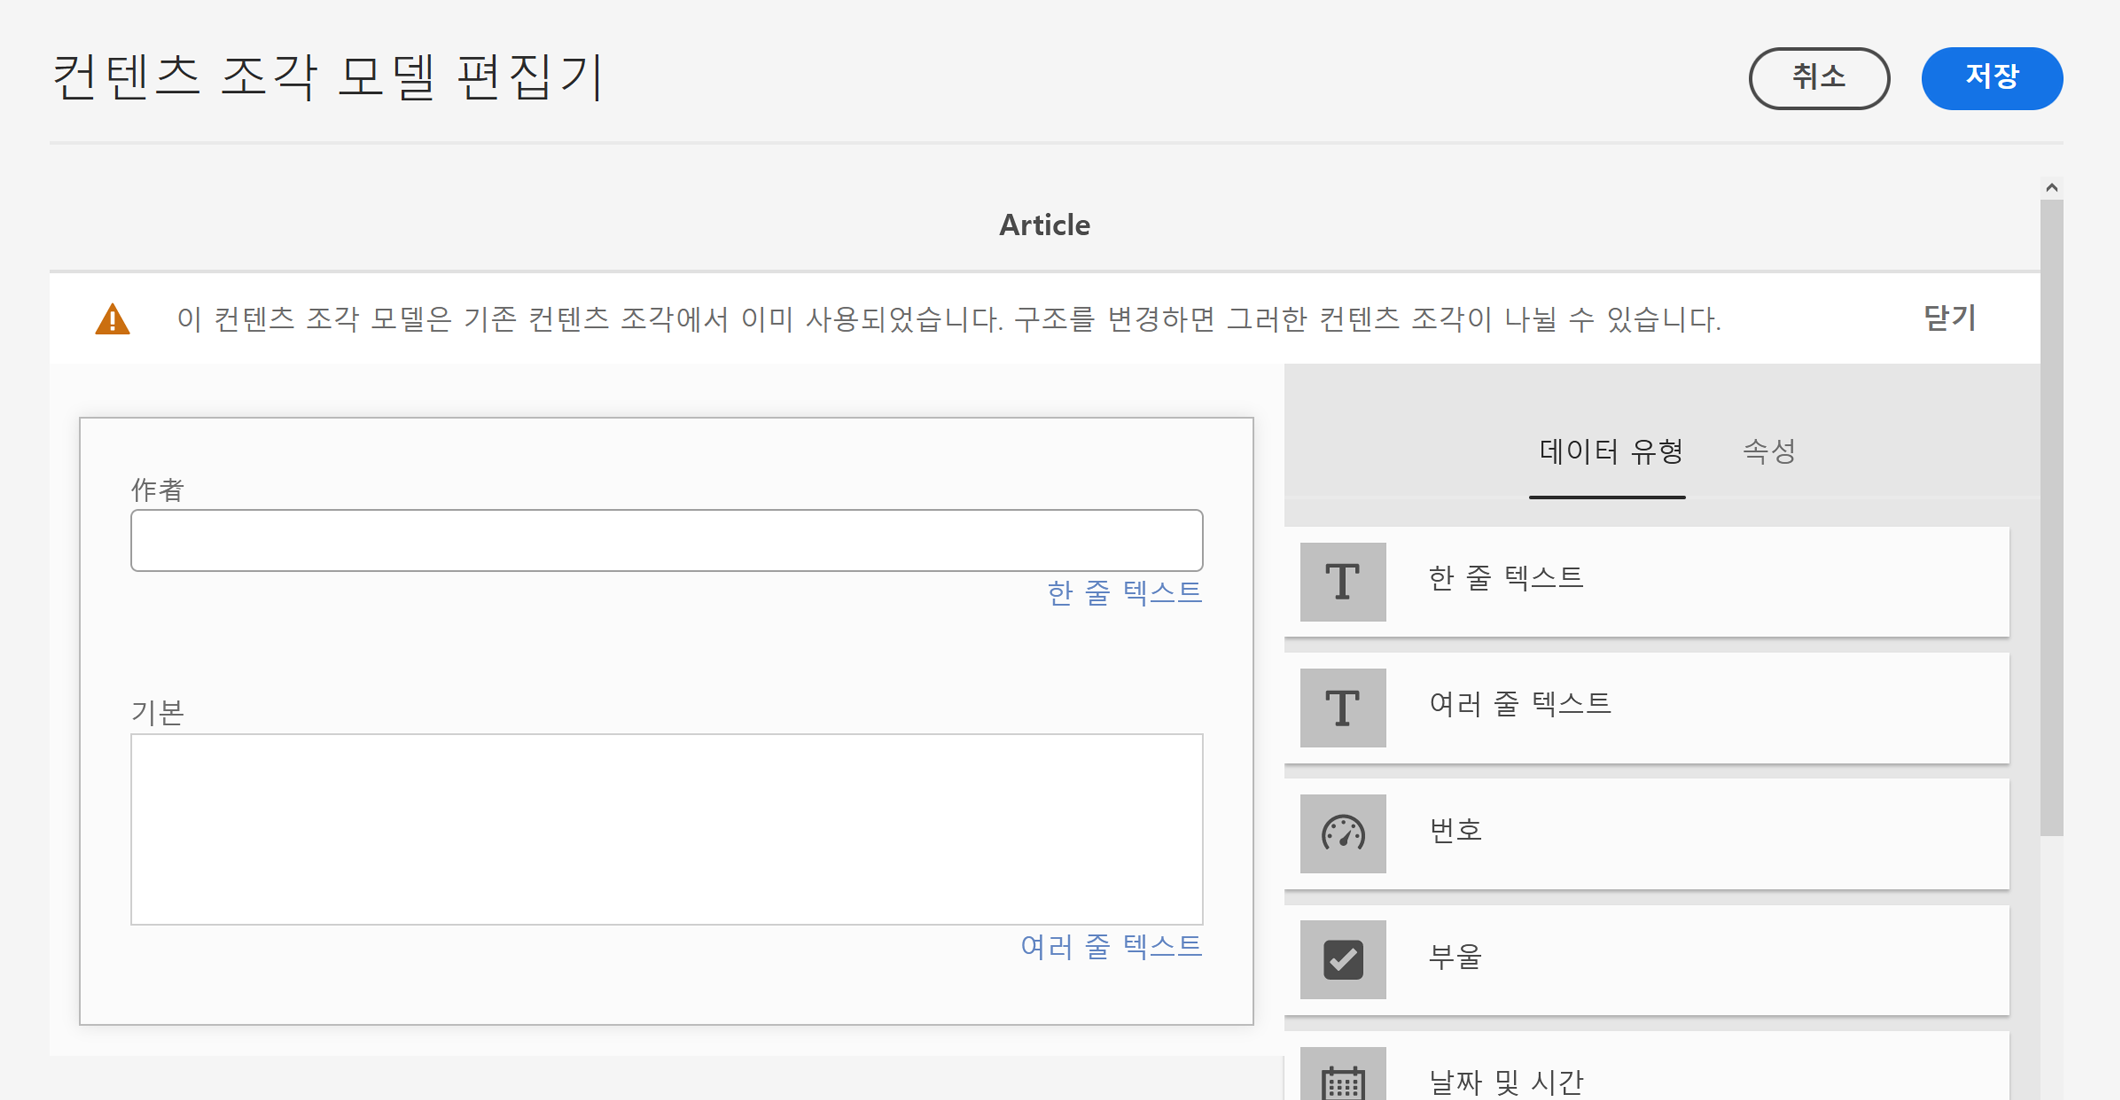 컨텐츠 조각 모델 편집기
취소
저장
Article
이 컨텐츠 조각 모델은 기존 컨텐츠 조각에서 이미 사용되었습니다. 구조를 변경하면 그러한 컨텐츠 조각이 나뉠 수 있습니다.
닫기
作者
한 줄 텍스트
기본
여러 줄 텍스트
데이터 유형
속성
한 줄 텍스트
여러 줄 텍스트
번호
부울
날짜 및 시간